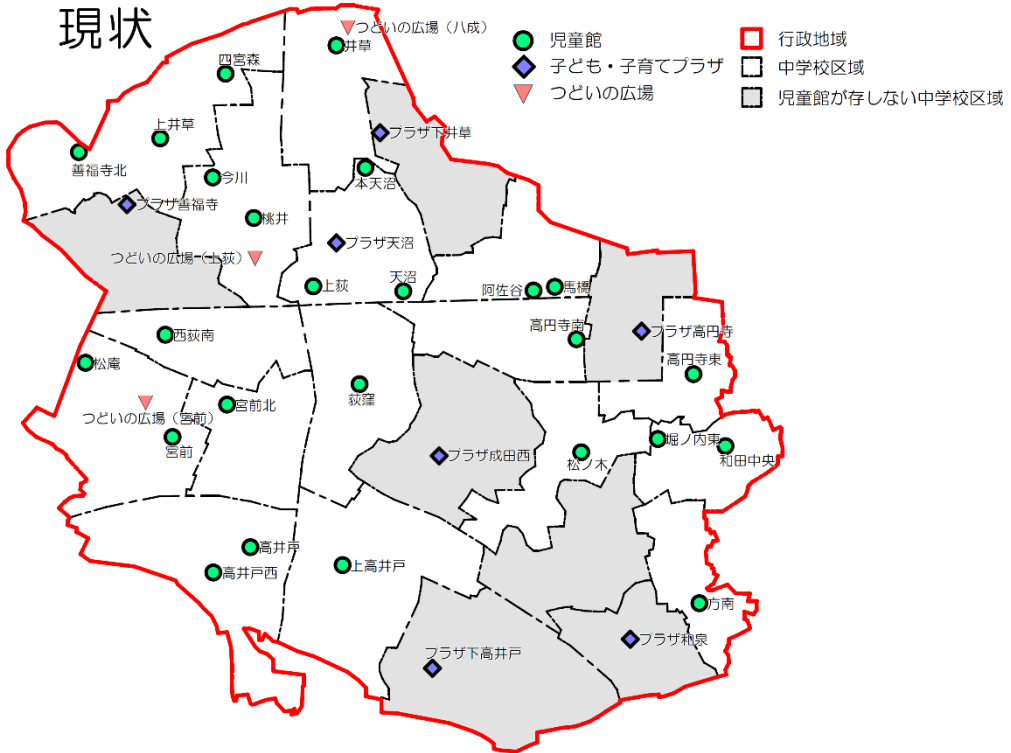 現状
児童館
子ども・子育てプラザ
つどいの広場
行政地域
中学校区域
児童館が存しない中学校区域
つどいの広場（八成）
井草
四宮森
上井草
プラザ下井草
善福寺北
今川
本天沼
プラザ善福寺
桃井
プラザ天沼
つどいの広場（上荻）
上荻
天沼
阿佐谷
馬橋
高円寺南
プラザ高円寺
西荻南
松庵
高円寺東
荻窪
宮前北
つどいの広場（宮前）
宮前
堀ノ内東
プラザ成田西
松ノ木
和田中央
高井戸
高井戸西
上高井戸
方南
プラザ和泉
プラザ下高井戸